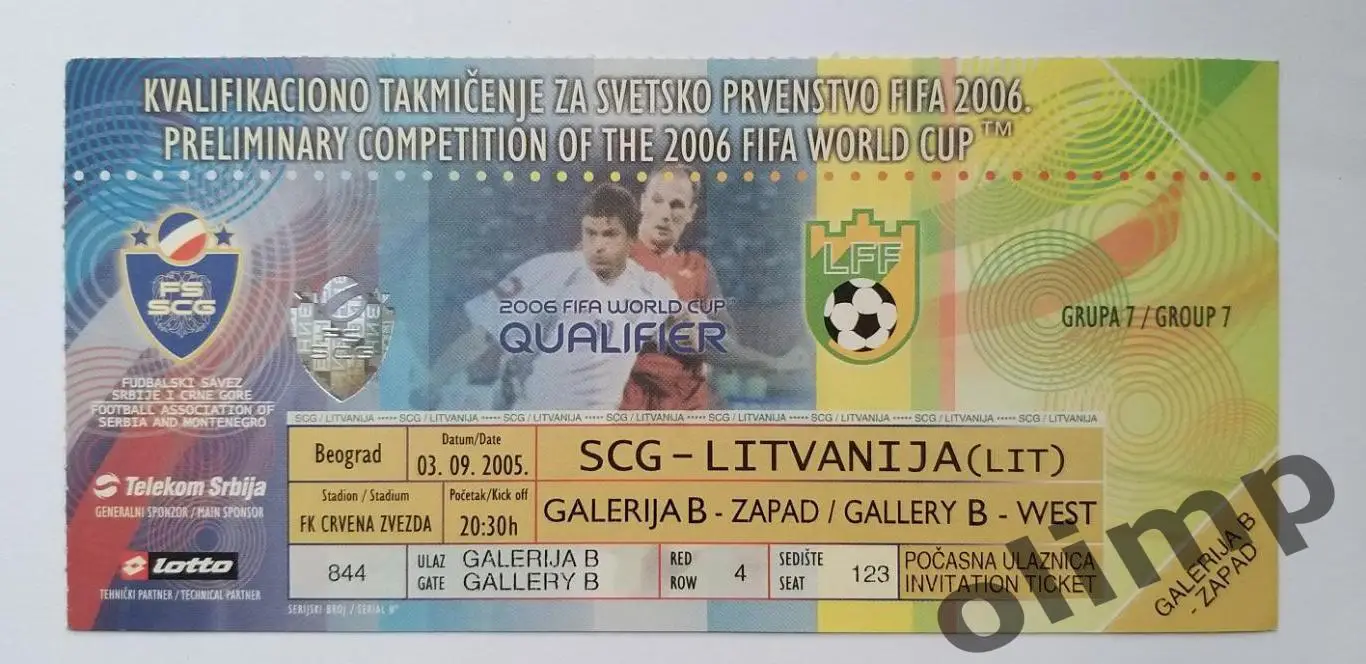 KVALIFIKACIONO TAKMIČENJE ZA SVETSKO PRVENSTVO FIFA 2006.
PRELIMINARY COMPETITION OF THE 2006 FIFA WORLD CUP™
FS
SCG
LFF
SCG
2006 FIFA WORLD CUP
QUALIFIER
GRUPA 7 / GROUP 7
FUDBALSKI SAVEZ
SRBIJE I CRNE GORE
FOOTBALL ASSOCIATION OF
SERBIA AND MONTENEGRO
SCG / LITVANIJA ••••• SCG / LITVANIJA ••••• SCG / LITVANIJA ••••• SCG / LITVANIJA ••••• SCG / LITVANIJA ••••• SCG / LITVANIJA ••••• SCG / LITVANIJA ••••• SCG / LITVANIJA
Beograd
Datum/Date
03. 09. 2005.
SCG – LITVANIJA (LIT)
Telekom Srbija
GENERALNI SPONZOR / MAIN SPONSOR
Stadion / Stadium
FK CRVENA ZVEZDA
Početak/Kick off
20:30h
GALERIJA B - ZAPAD / GALLERY B - WEST
lotto
TEHNIČKI PARTNER / TECHNICAL PARTNER
844
ULAZ GALERIJA B
GATE GALLERY B
RED
ROW 4
SEDIŠTE
SEAT 123
POČASNA ULAZNICA
INVITATION TICKET
SERIJSKI BROJ / SERIAL Nº
GALERIJA B
- ZAPAD
olimp